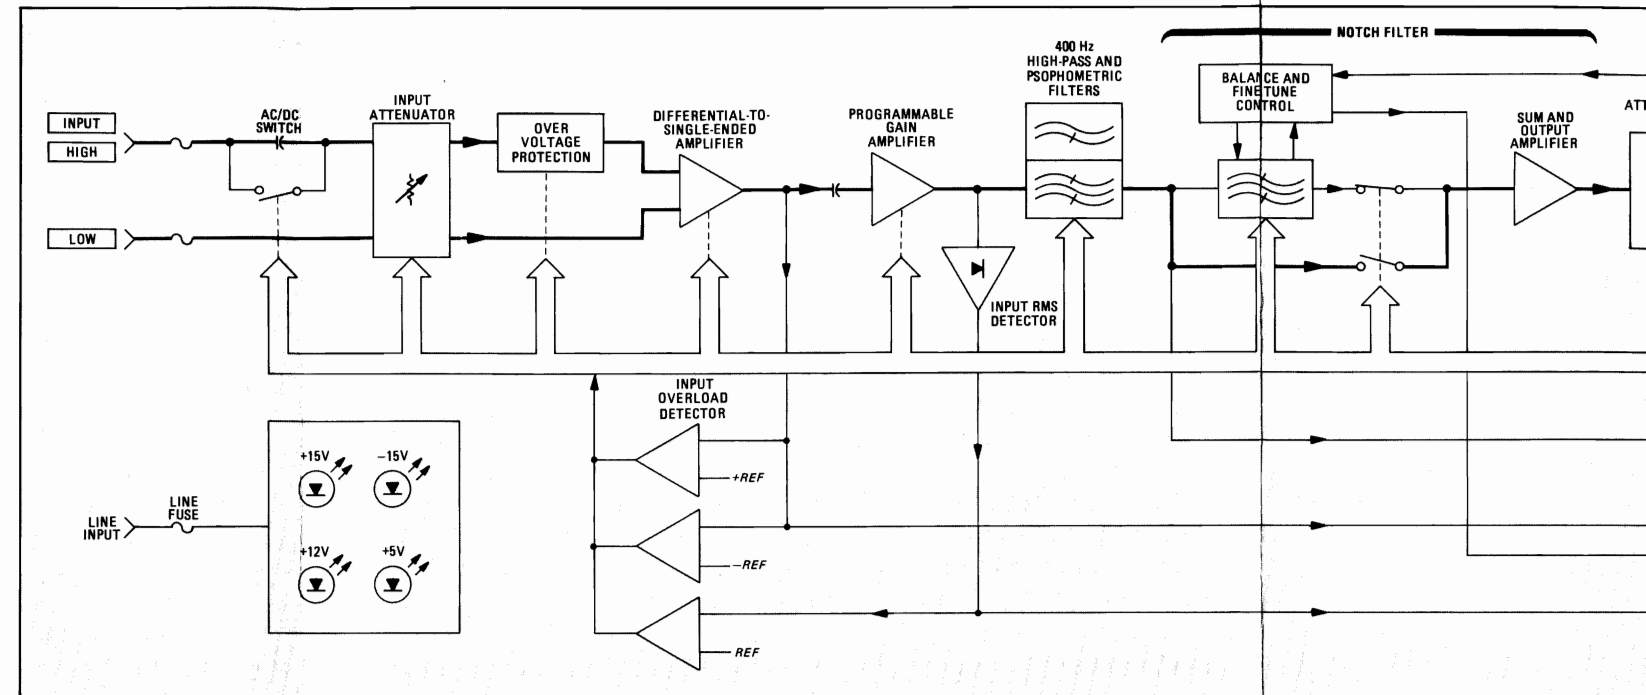 NOTCH FILTER
400 Hz
HIGH-PASS AND
PSOPHOMETRIC
FILTERS
BALANCE AND
FINE TUNE
CONTROL
INPUT
HIGH
AC/DC
SWITCH
INPUT
ATTENUATOR
OVER
VOLTAGE
PROTECTION
DIFFERENTIAL-TO-
SINGLE-ENDED
AMPLIFIER
PROGRAMMABLE
GAIN
AMPLIFIER
SUM AND
OUTPUT
AMPLIFIER
ATT
LOW
INPUT RMS
DETECTOR
INPUT
OVERLOAD
DETECTOR
+REF
-REF
REF
LINE
INPUT
LINE
FUSE
+15V
-15V
+12V
+5V